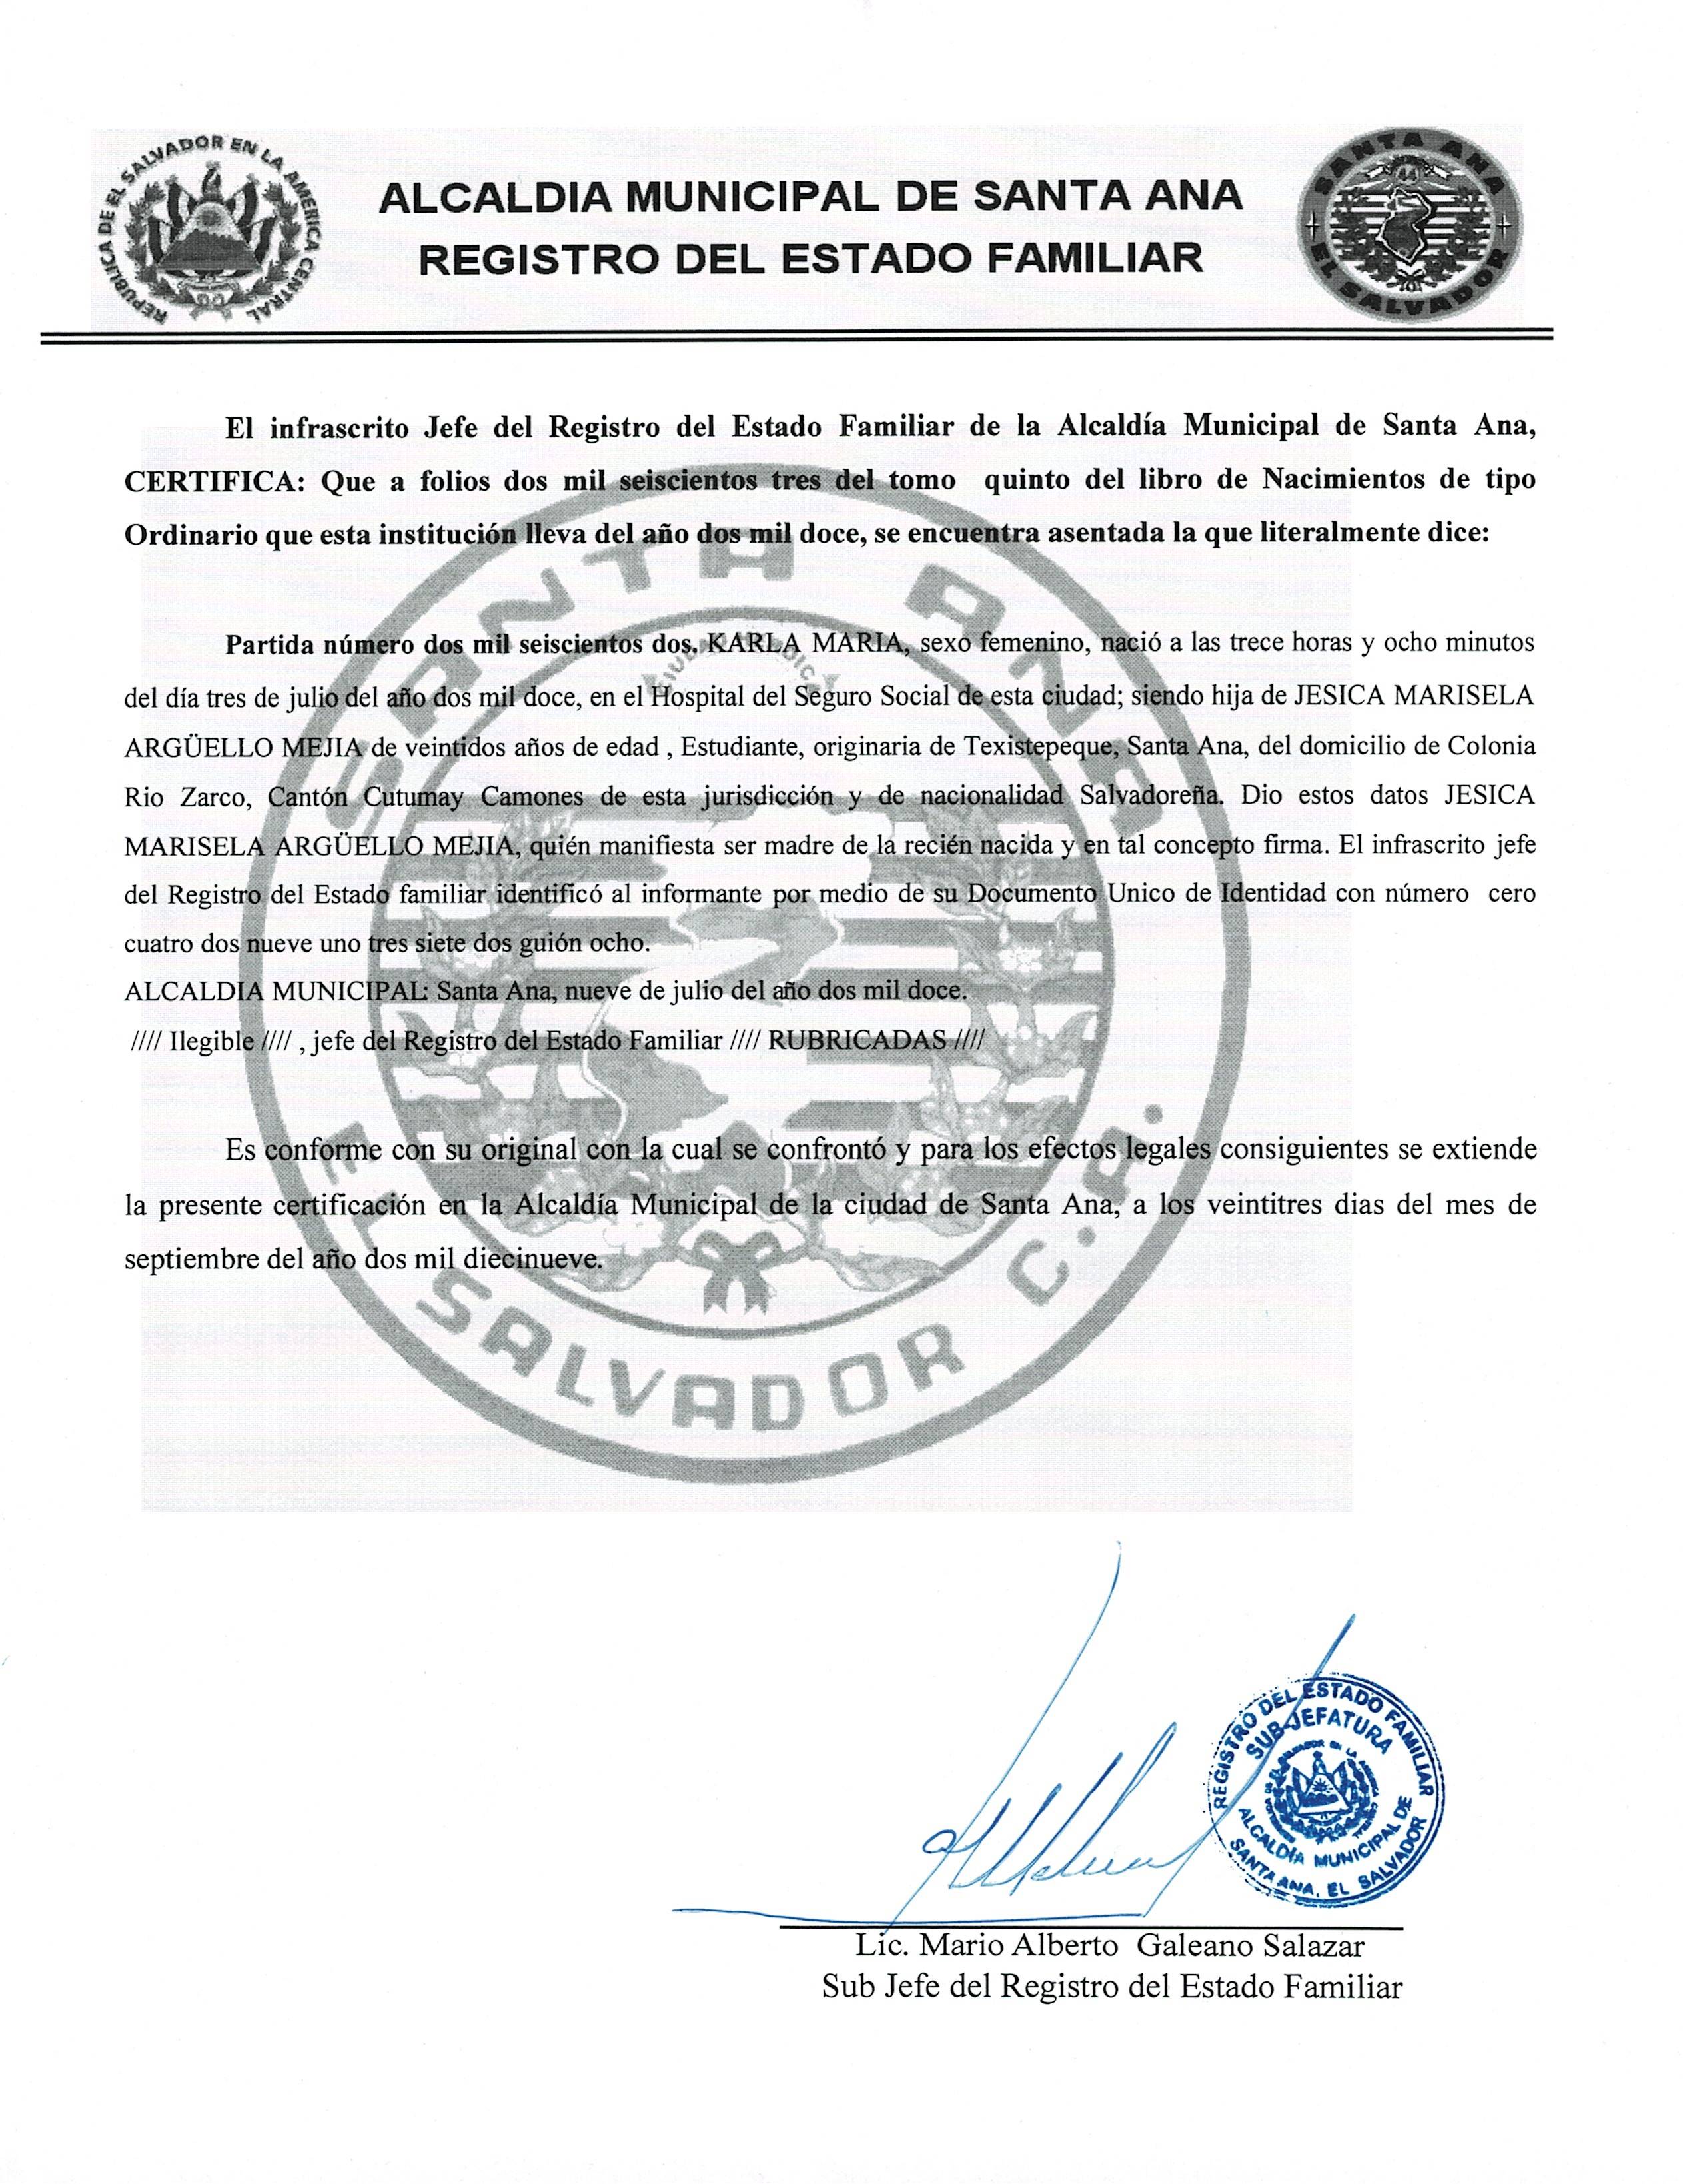 REPUBLICA DE EL SALVADOR EN LA AMERICA CENTRAL
ALCALDIA MUNICIPAL DE SANTA ANA
REGISTRO DEL ESTADO FAMILIAR
SANTA ANA
44
EL SALVADOR
El infrascrito Jefe del Registro del Estado Familiar de la Alcaldía Municipal de Santa Ana,
CERTIFICA: Que a folios dos mil seiscientos tres del tomo quinto del libro de Nacimientos de tipo
Ordinario que esta institución lleva del año dos mil doce, se encuentra asentada la que literalmente dice:
Partida número dos mil seiscientos dos. KARLA MARIA, sexo femenino, nació a las trece horas y ocho minutos
del día tres de julio del año dos mil doce, en el Hospital del Seguro Social de esta ciudad; siendo hija de JESICA MARISELA
ARGÜELLO MEJIA de veintidos años de edad , Estudiante, originaria de Texistepeque, Santa Ana, del domicilio de Colonia
Rio Zarco, Cantón Cutumay Camones de esta jurisdicción y de nacionalidad Salvadoreña. Dio estos datos JESICA
MARISELA ARGÜELLO MEJIA, quién manifiesta ser madre de la recién nacida y en tal concepto firma. El infrascrito jefe
del Registro del Estado familiar identificó al informante por medio de su Documento Unico de Identidad con número cero
cuatro dos nueve uno tres siete dos guión ocho.
ALCALDIA MUNICIPAL: Santa Ana, nueve de julio del año dos mil doce.
//// Ilegible //// , jefe del Registro del Estado Familiar //// RUBRICADAS ////
Es conforme con su original con la cual se confrontó y para los efectos legales consiguientes se extiende
la presente certificación en la Alcaldía Municipal de la ciudad de Santa Ana, a los veintitres dias del mes de
septiembre del año dos mil diecinueve.
SANTA ANA
EL SALVADOR C.A.
REGISTRO DEL ESTADO FAMILIAR
SUB-JEFATURA
ALCALDÍA MUNICIPAL DE
SANTA ANA, EL SALVADOR
Lic. Mario Alberto Galeano Salazar
Sub Jefe del Registro del Estado Familiar